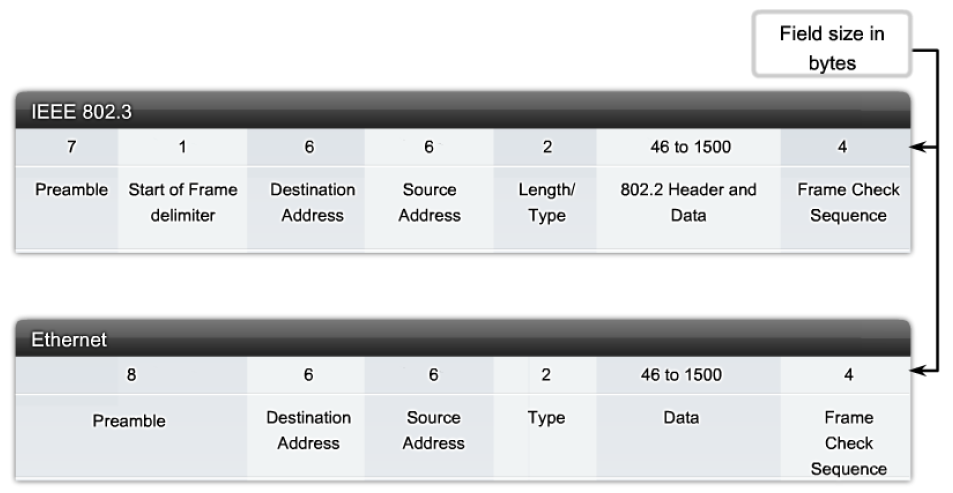 Field size in
bytes
IEEE 802.3
7 1 6 6 2 46 to 1500 4
Preamble Start of Frame Destination Source Length/ 802.2 Header and Frame Check
delimiter Address Address Type Data Sequence
Ethernet
8 6 6 2 46 to 1500 4
Preamble Destination Source Type Data Frame
Address Address Check
Sequence